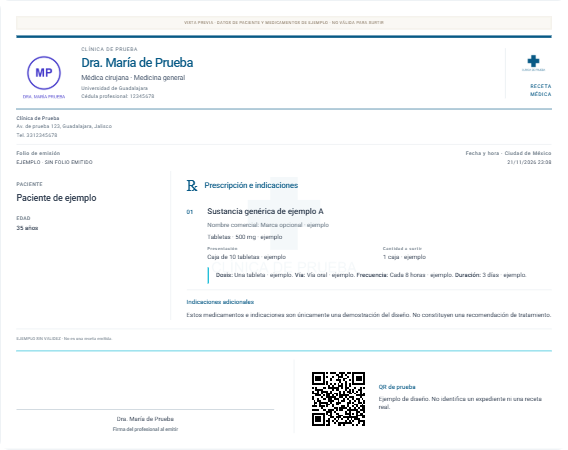 VISTA PREVIA · DATOS DE PACIENTE Y MEDICAMENTOS DE EJEMPLO · NO VÁLIDA PARA SURTIR
MP
DRA. MARÍA PRUEBA
CLÍNICA DE PRUEBA
Dra. María de Prueba
Médica cirujana · Medicina general
Universidad de Guadalajara
Cédula profesional: 12345678
RECETA
MÉDICA
Clínica de Prueba
Av. de prueba 123, Guadalajara, Jalisco
Tel. 3312345678
Folio de emisión
EJEMPLO · SIN FOLIO EMITIDO
Fecha y hora · Ciudad de México
21/11/2026 23:08
PACIENTE
Paciente de ejemplo
EDAD
35 años
℞ Prescripción e indicaciones
01 Sustancia genérica de ejemplo A
Nombre comercial: Marca opcional · ejemplo
Tabletas · 500 mg · ejemplo
Presentación
Caja de 10 tabletas · ejemplo
Cantidad a surtir
1 caja · ejemplo
Dosis: Una tableta · ejemplo. Vía: Vía oral · ejemplo. Frecuencia: Cada 8 horas · ejemplo. Duración: 3 días · ejemplo.
Indicaciones adicionales
Estos medicamentos e indicaciones son únicamente una demostración del diseño. No constituyen una recomendación de tratamiento.
EJEMPLO SIN VALIDEZ · No es una receta emitida.
Dra. María de Prueba
Firma del profesional al emitir
QR de prueba
Ejemplo de diseño. No identifica un expediente ni una receta
real.